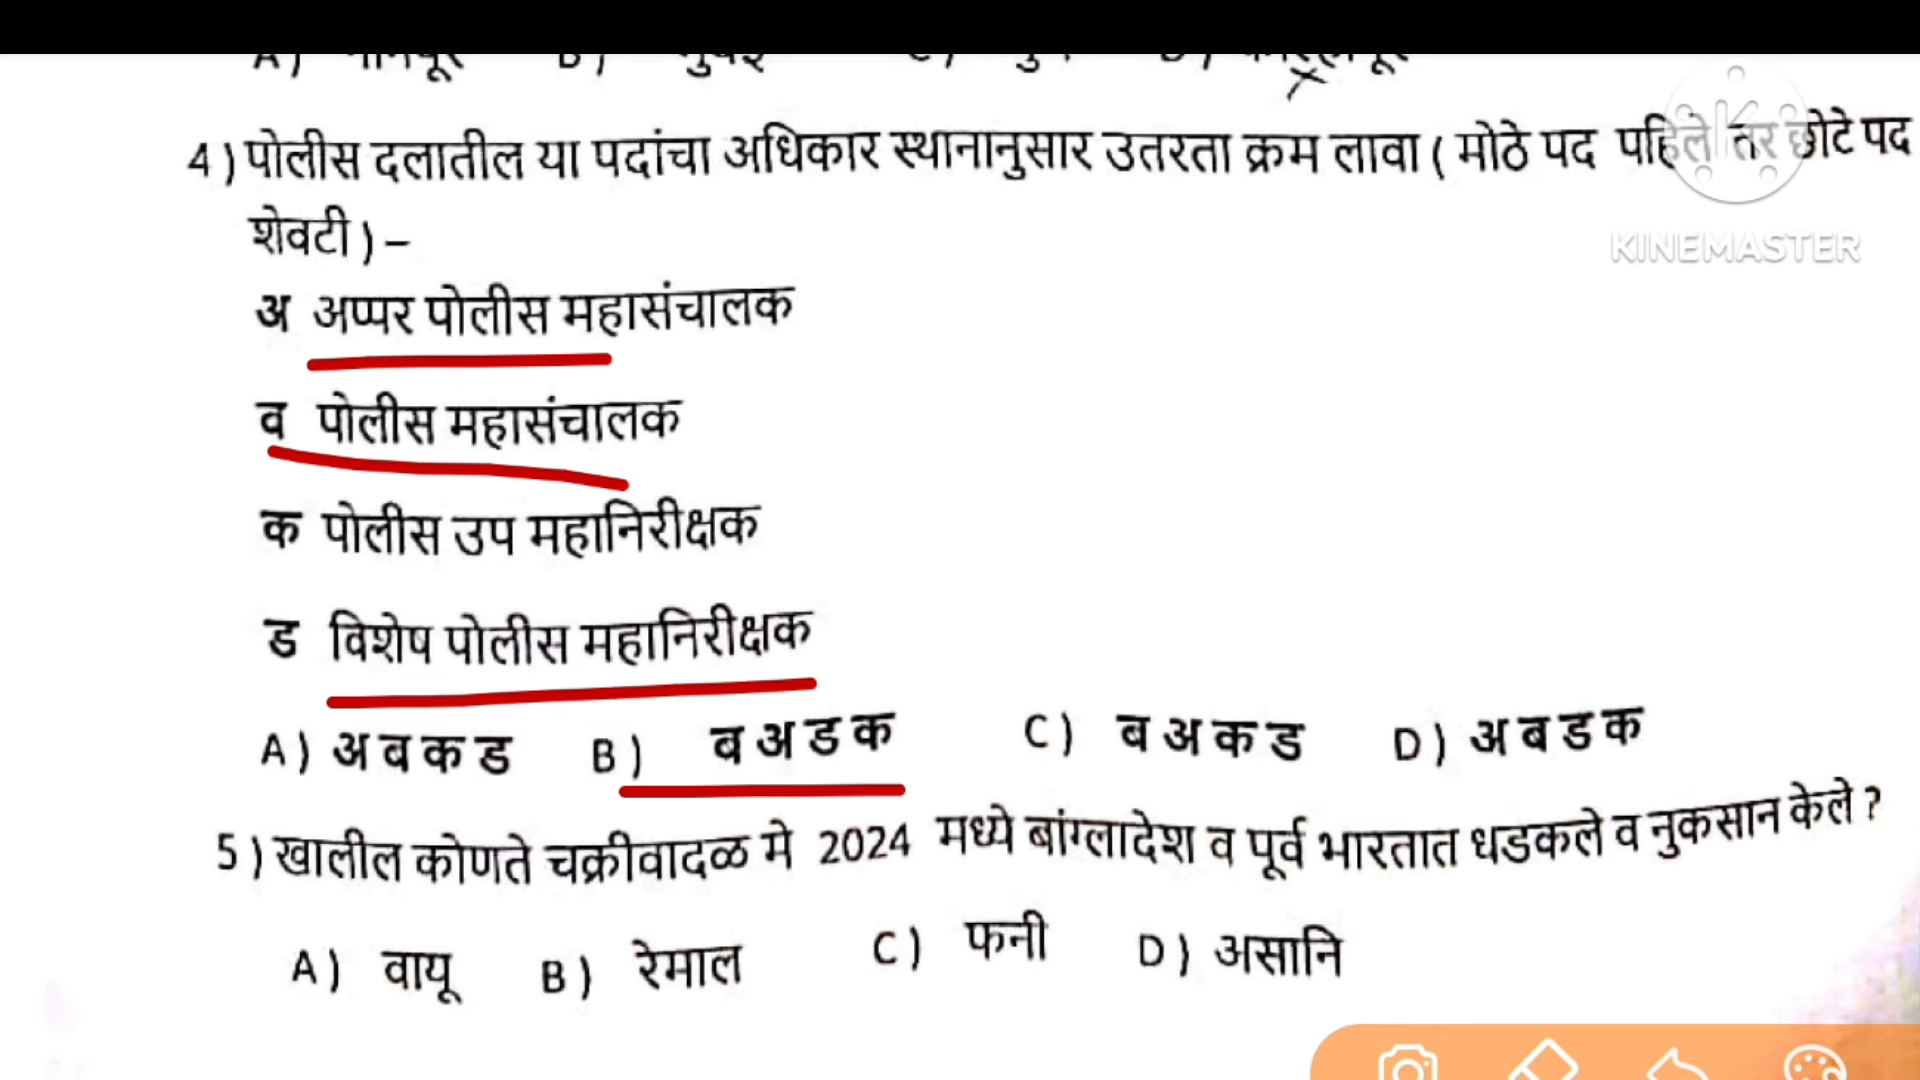 4) पोलीस दलातील या पदांचा अधिकार स्थानानुसार उतरता क्रम लावा ( मोठे पद पहिले तर छोटे पद
शेवटी ) –
KINEMASTER
अ अप्पर पोलीस महासंचालक
व पोलीस महासंचालक
क पोलीस उप महानिरीक्षक
ड विशेष पोलीस महानिरीक्षक
A) अ ब क ड B) ब अ ड क C) ब अ क ड D) अ ब ड क
5) खालील कोणते चक्रीवादळ मे 2024 मध्ये बांग्लादेश व पूर्व भारतात धडकले व नुकसान केले ?
A) वायू B) रेमाल C) फनी D) असानि